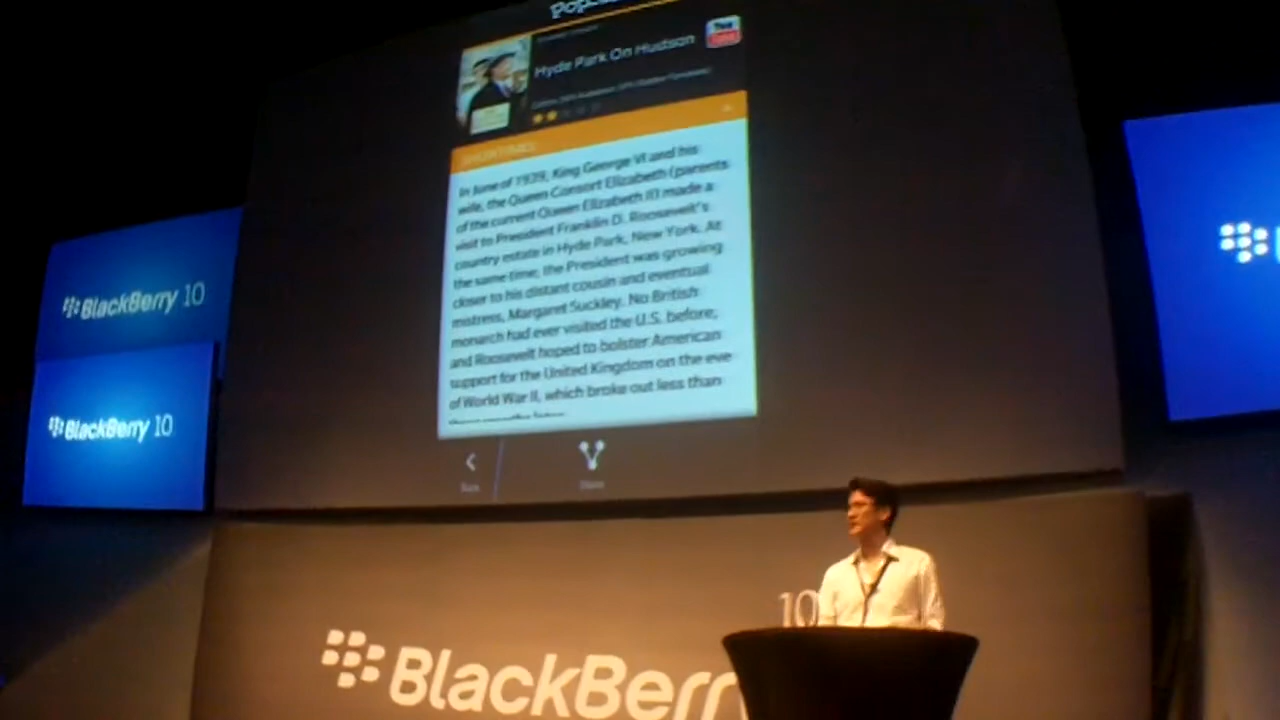 Hyde Park On Hudson
You
Tube
In June of 1939, King George VI and his
wife, the Queen Consort Elizabeth (parents
of the current Queen Elizabeth II) made a
visit to President Franklin D. Roosevelt's
country estate in Hyde Park, New York. At
the same time, the President was growing
closer to his distant cousin and eventual
mistress, Margaret Suckley. No British
monarch had ever visited the U.S. before,
and Roosevelt hoped to bolster American
support for the United Kingdom on the eve
of World War II, which broke out less than
Share
BlackBerry 10
BlackBerry 10
10
BlackBerr